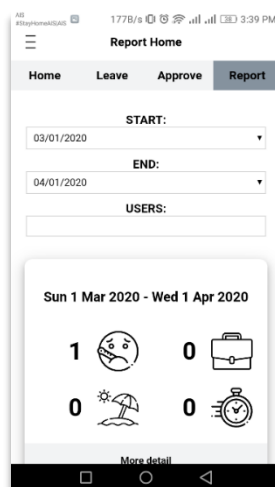 AIS
#StayHomeAIS|AIS 177B/s 38 3:39 PM
Report Home
Home Leave Approve Report
START:
03/01/2020
END:
04/01/2020
USERS:
Sun 1 Mar 2020 - Wed 1 Apr 2020
1 0
0 0
More detail